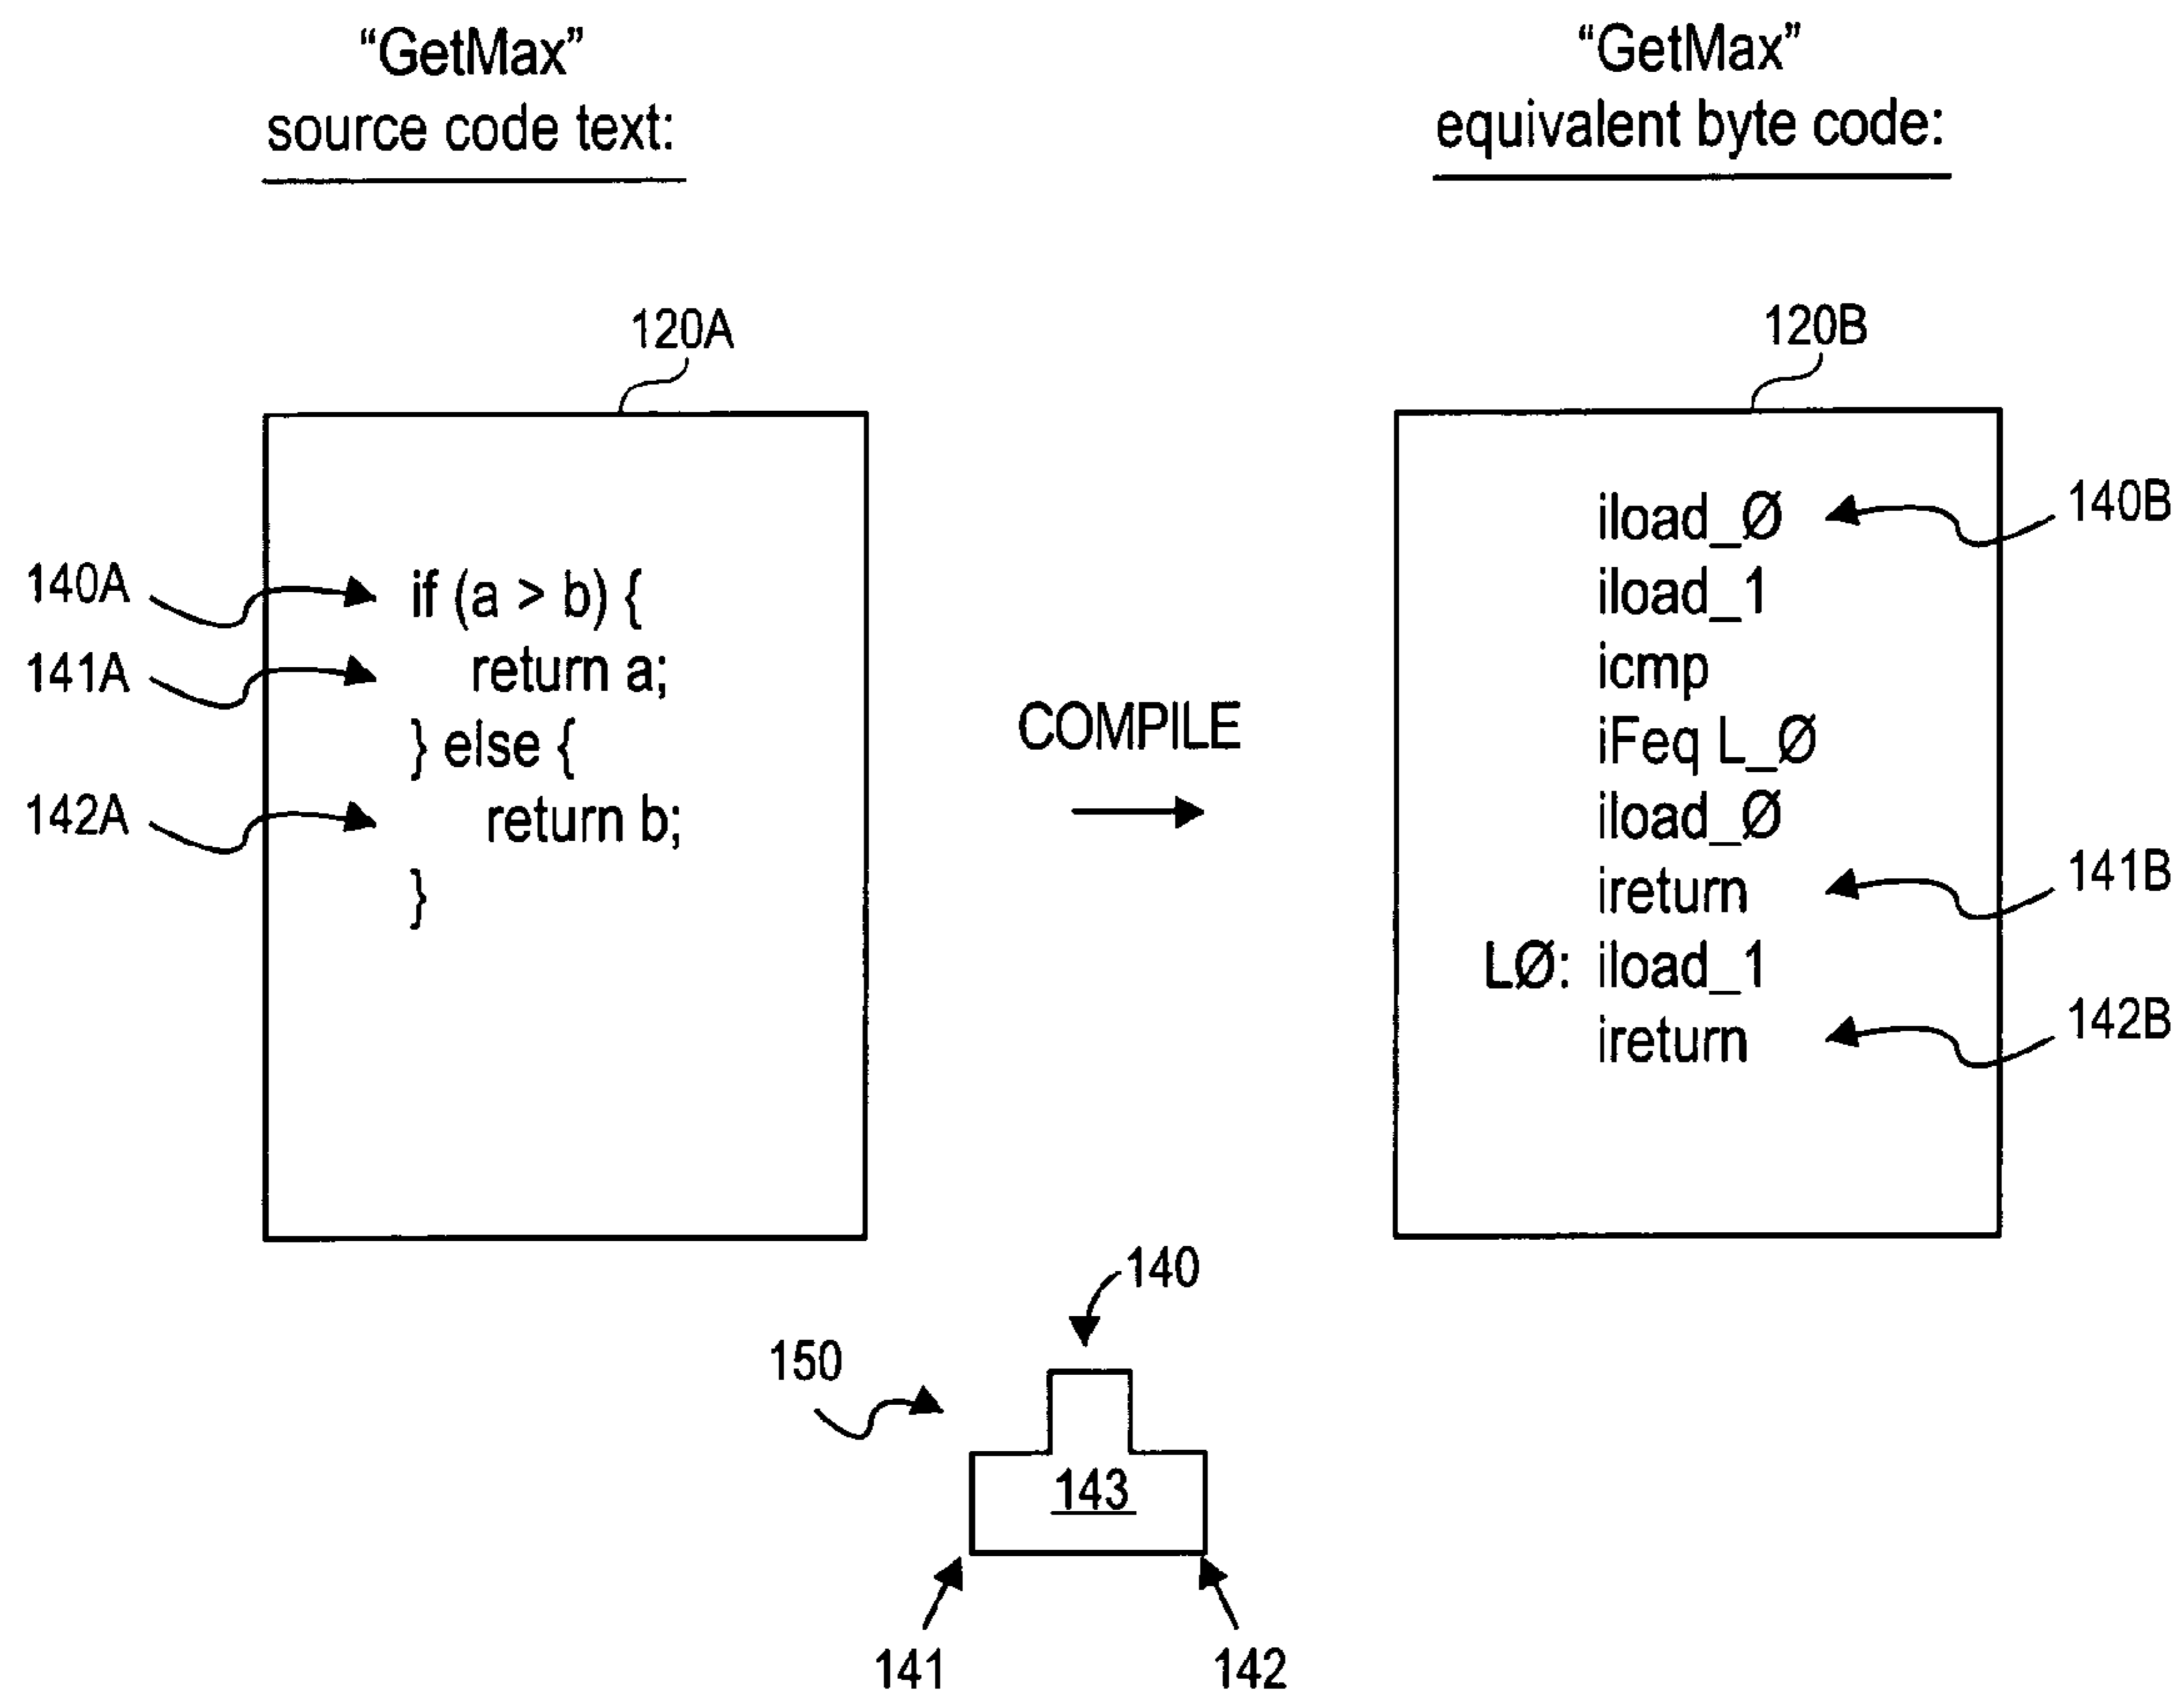 “GetMax”
source code text:
“GetMax”
equivalent byte code:
120A
120B
140A
if (a > b) {
141A
return a;
} else {
142A
return b;
}
COMPILE
iload_Ø
140B
iload_1
icmp
iFeq L_Ø
iload_Ø
ireturn
141B
LØ: iload_1
ireturn
142B
140
150
143
141
142